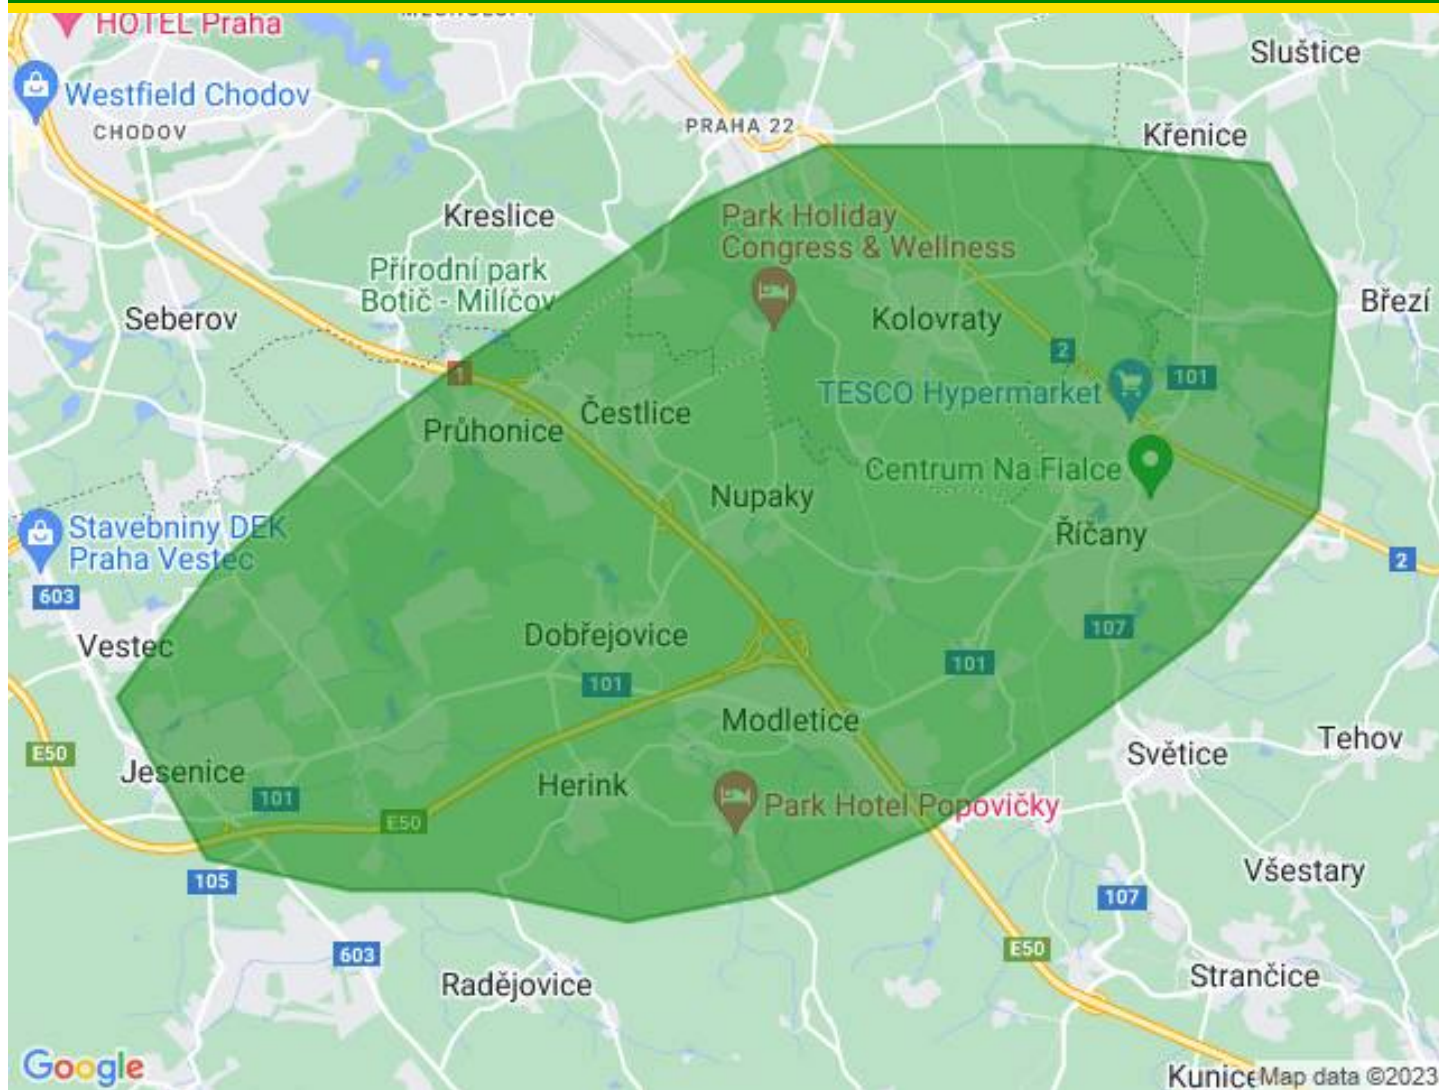 HOTEL Praha
Sluštice
Westfield Chodov
CHODOV
PRAHA 22
Křenice
Kreslice
Park Holiday
Congress & Wellness
Přírodní park
Botič - Milíčov
Seberov
Kolovraty
Březí
2
1
TESCO Hypermarket
101
Čestlice
Průhonice
Centrum Na Fialce
Nupaky
Stavebniny DEK
Praha Vestec
Říčany
2
603
107
Vestec
Dobřejovice
101
101
Modletice
E50
Jesenice
Světice
Tehov
101
Herink
Park Hotel Popovičky
E50
105
Všestary
107
603
E50
Radějovice
Strančice
Google
Kunice
Map data ©2023